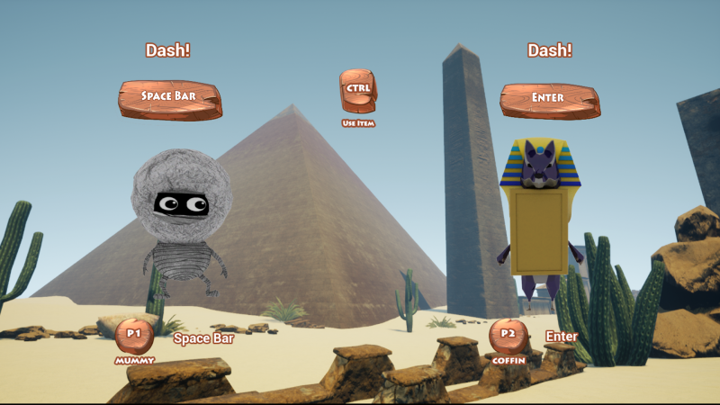 Dash!
Dash!
SPACE BAR
CTRL
ENTER
USE ITEM
P1
Space Bar
MUMMY
P2
Enter
COFFIN